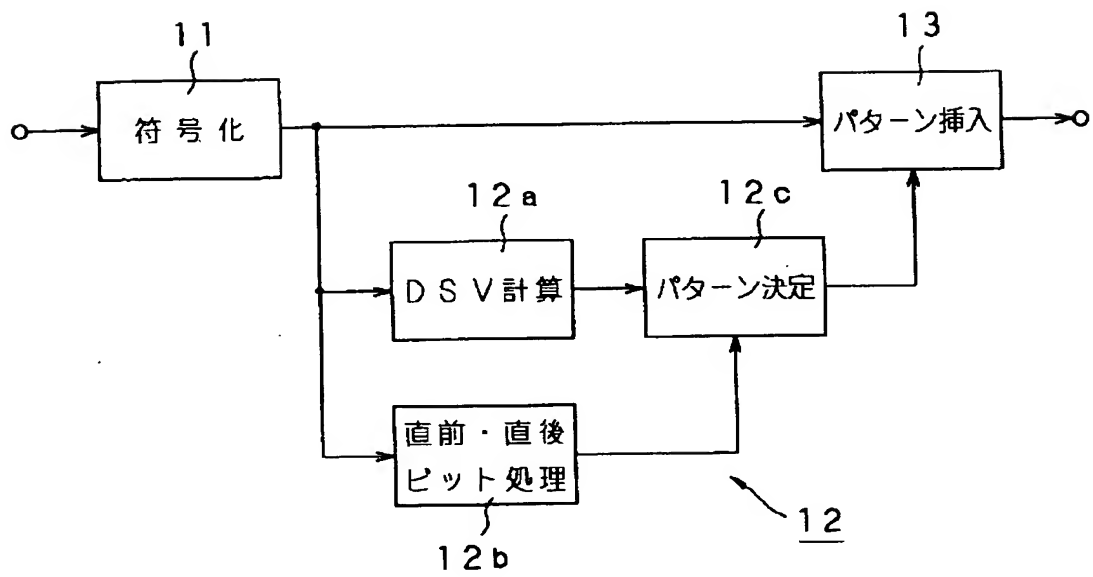 11
符号化
13
パターン挿入
12a
DSV計算
12c
パターン決定
直前・直後
ビット処理
12b
12